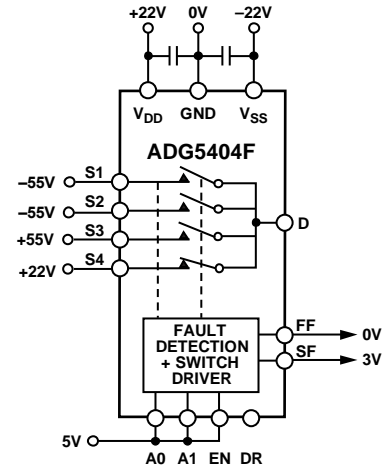 +22V 0V −22V
VDD GND VSS
ADG5404F
−55V S1
−55V S2
D
+55V S3
+22V S4
FAULT
DETECTION
+ SWITCH
DRIVER
FF 0V
SF 3V
5V
A0 A1 EN DR